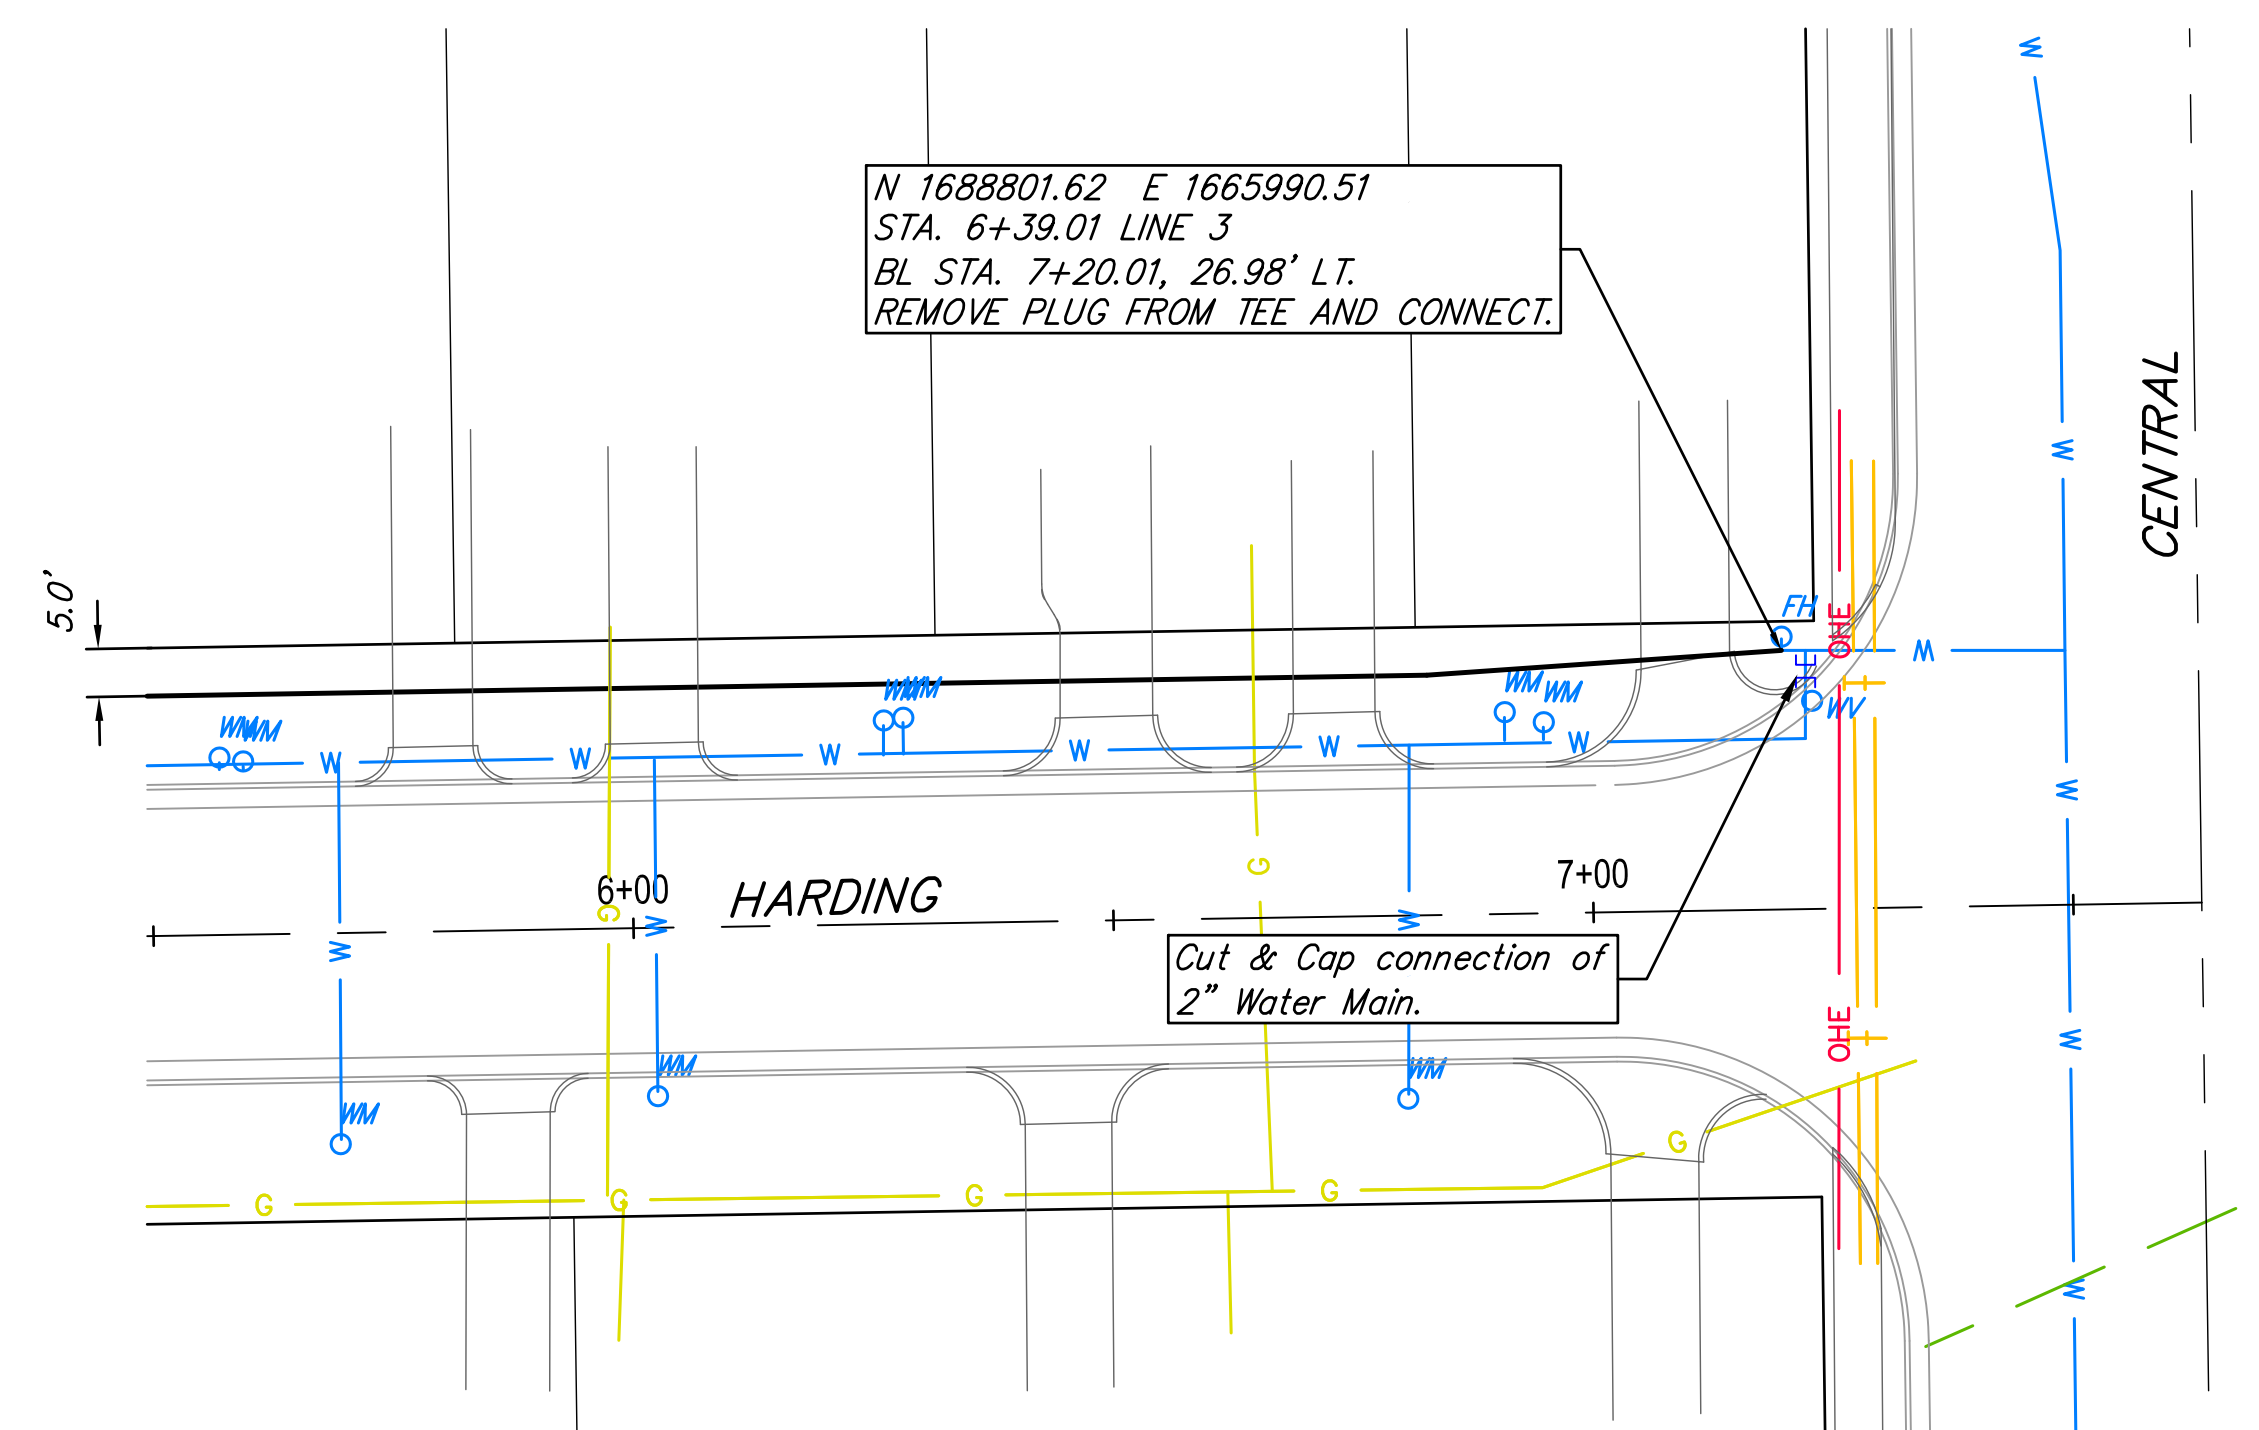 W
N 1688801.62 E 1665990.51
STA. 6+39.01 LINE 3
BL STA. 7+20.01, 26.98' LT.
REMOVE PLUG FROM TEE AND CONNECT.
CENTRAL
W
5.0'
FH
OHE
W
WM
WM
WM
WM
WM
WM
WV
W
W
W
W
W
W
W
G
6+00
7+00
HARDING
G
W
W
W
Cut & Cap connection of
2" Water Main.
OHE
W
WM
WM
WM
G
G
G
G
G
W